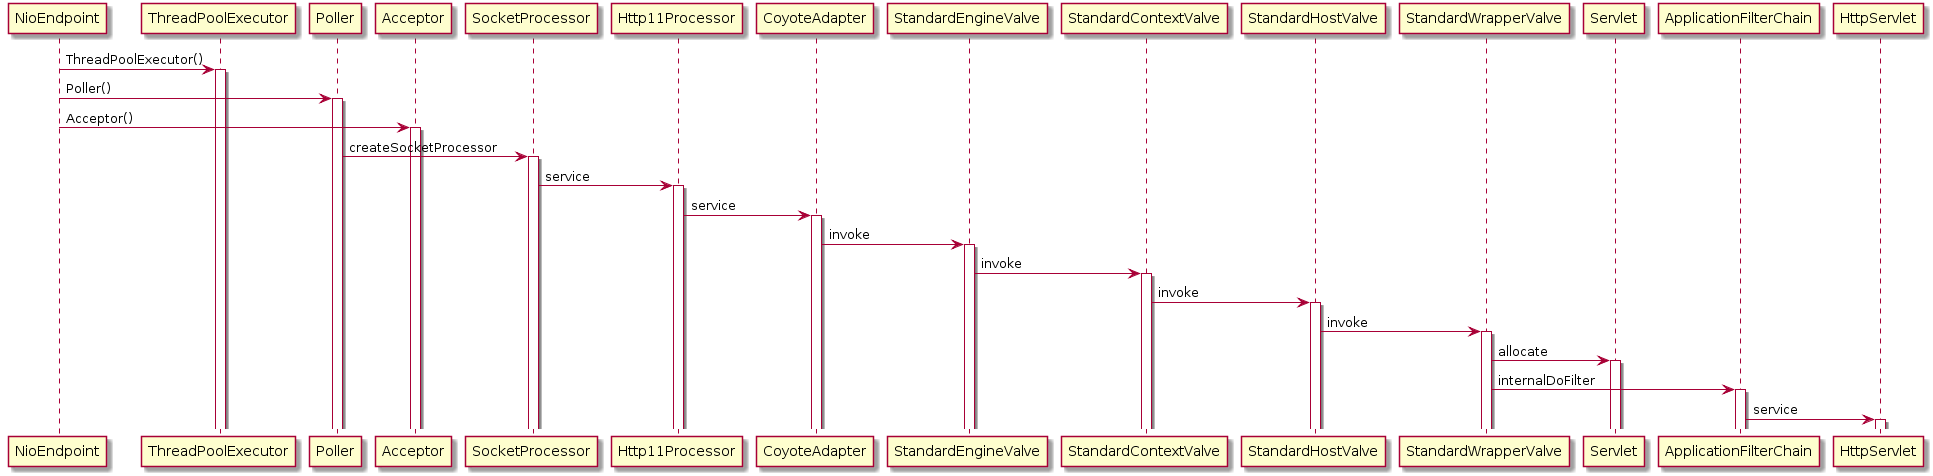 NioEndpoint ThreadPoolExecutor Poller Acceptor SocketProcessor Http11Processor CoyoteAdapter StandardEngineValve StandardContextValve StandardHostValve StandardWrapperValve Servlet ApplicationFilterChain HttpServlet
ThreadPoolExecutor()
Poller()
Acceptor()
createSocketProcessor
service
service
invoke
invoke
invoke
invoke
allocate
internalDoFilter
service
NioEndpoint ThreadPoolExecutor Poller Acceptor SocketProcessor Http11Processor CoyoteAdapter StandardEngineValve StandardContextValve StandardHostValve StandardWrapperValve Servlet ApplicationFilterChain HttpServlet